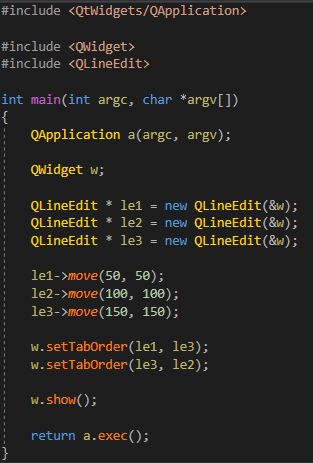 #include <QtWidgets/QApplication>
#include <QWidget>
#include <QLineEdit>
int main(int argc, char *argv[])
{
QApplication a(argc, argv);
QWidget w;
QLineEdit * le1 = new QLineEdit(&w);
QLineEdit * le2 = new QLineEdit(&w);
QLineEdit * le3 = new QLineEdit(&w);
le1->move(50, 50);
le2->move(100, 100);
le3->move(150, 150);
w.setTabOrder(le1, le3);
w.setTabOrder(le3, le2);
w.show();
return a.exec();
}